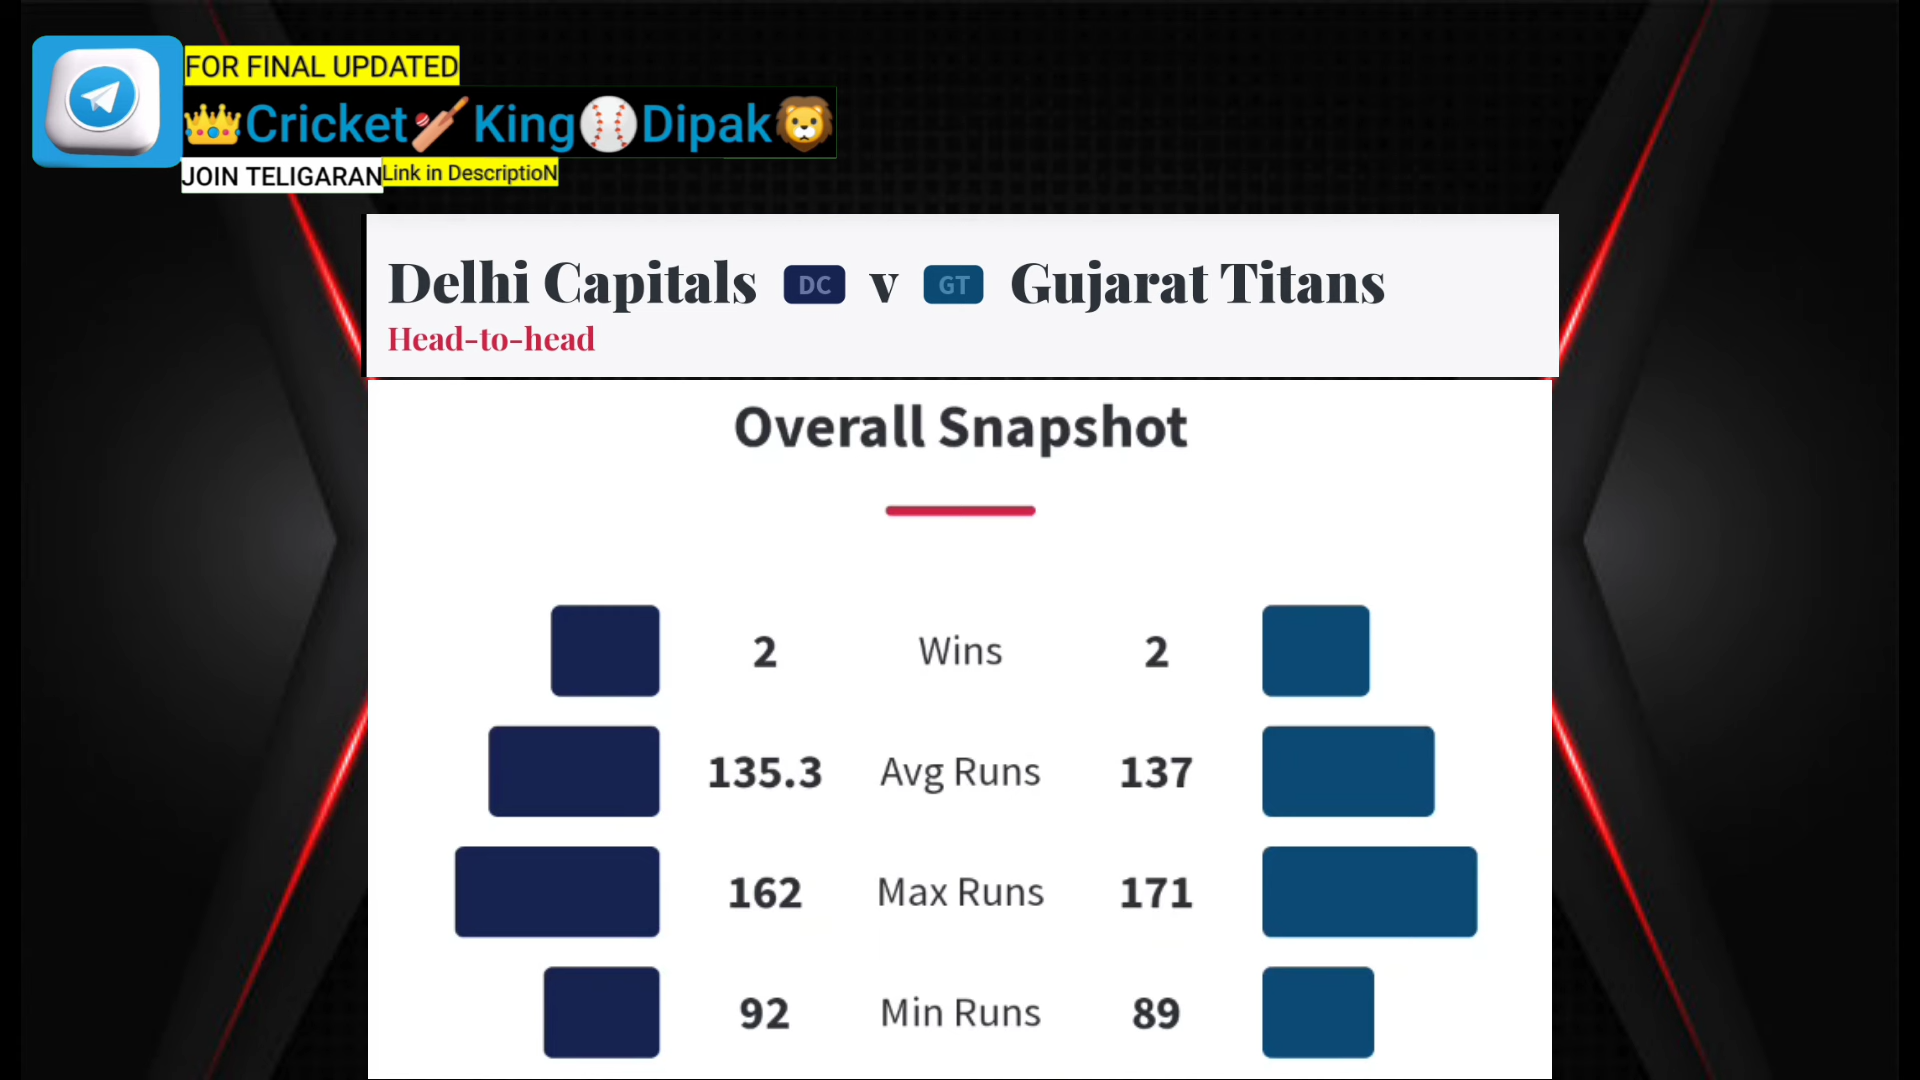 FOR FINAL UPDATED
👑Cricket🏏King⚾Dipak🦁
JOIN TELIGARAN Link in DescriptioN
Delhi Capitals DC v GT Gujarat Titans
Head-to-head
Overall Snapshot
2 Wins 2
135.3 Avg Runs 137
162 Max Runs 171
92 Min Runs 89